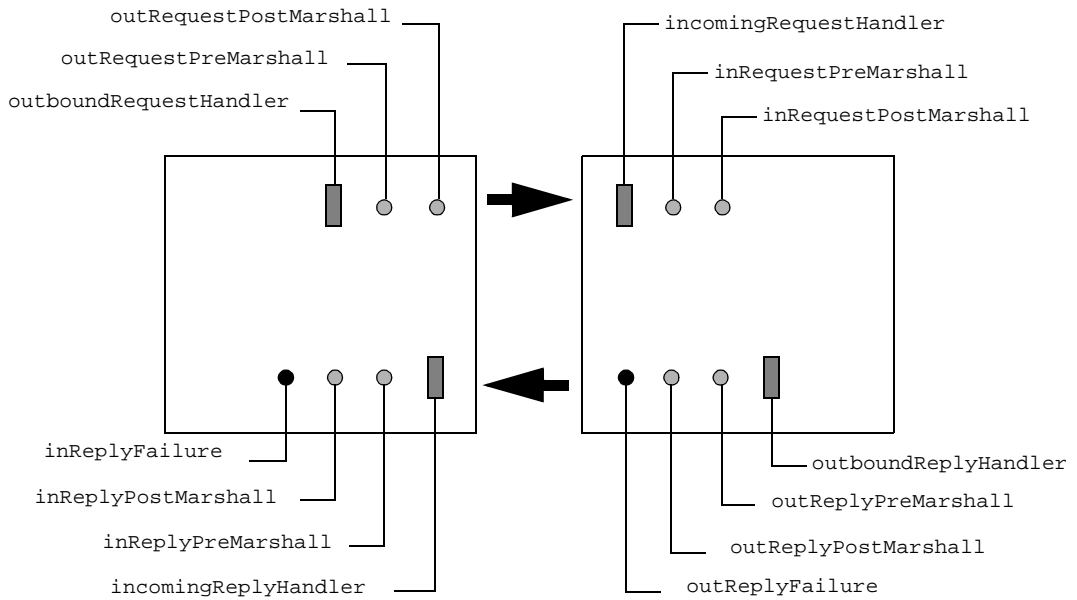 outRequestPostMarshall
outRequestPreMarshall
outboundRequestHandler
incomingRequestHandler
inRequestPreMarshall
inRequestPostMarshall
inReplyFailure
inReplyPostMarshall
inReplyPreMarshall
incomingReplyHandler
outboundReplyHandler
outReplyPreMarshall
outReplyPostMarshall
outReplyFailure